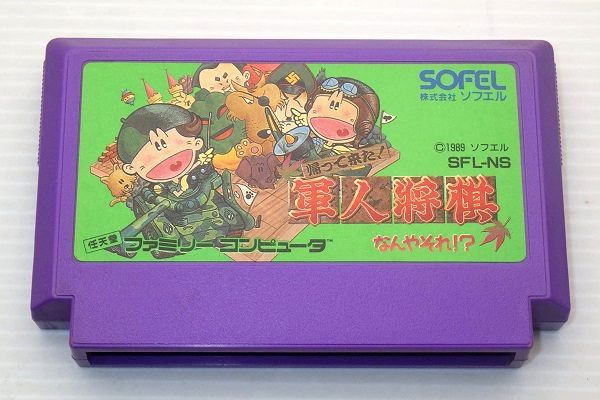 SOFEL
株式会社 ソフエル
©1989 ソフエル
SFL-NS
帰って来た!
軍人将棋
なんやそれ!?
任天堂 ファミリーコンピュータ™